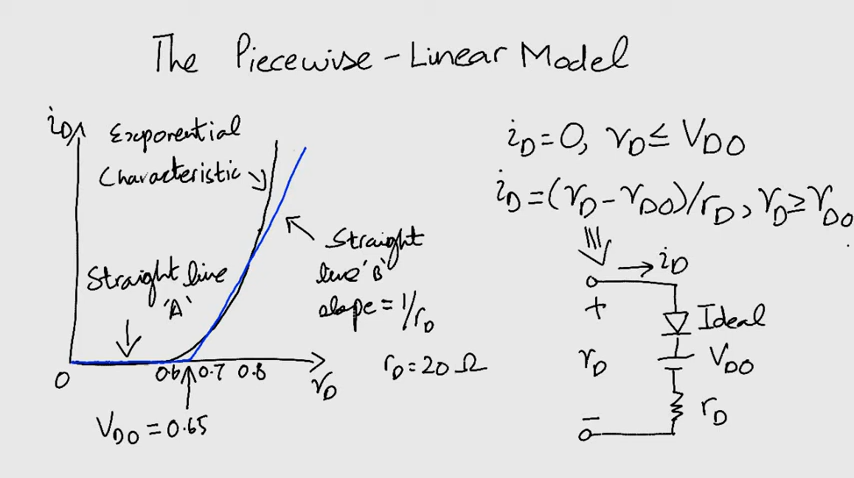 The Piecewise-Linear Model
iD
Exponential
Characteristic
Straight line
'A'
Straight
line 'B'
slope = 1/rD
rD = 20 Ω
0
0.6
0.7
0.8
vD
VD0 = 0.65
iD = 0, vD ≤ VD0
iD = (vD - vD0)/rD, vD ≥ vD0
iD
+
Ideal
VD0
vD
rD
−